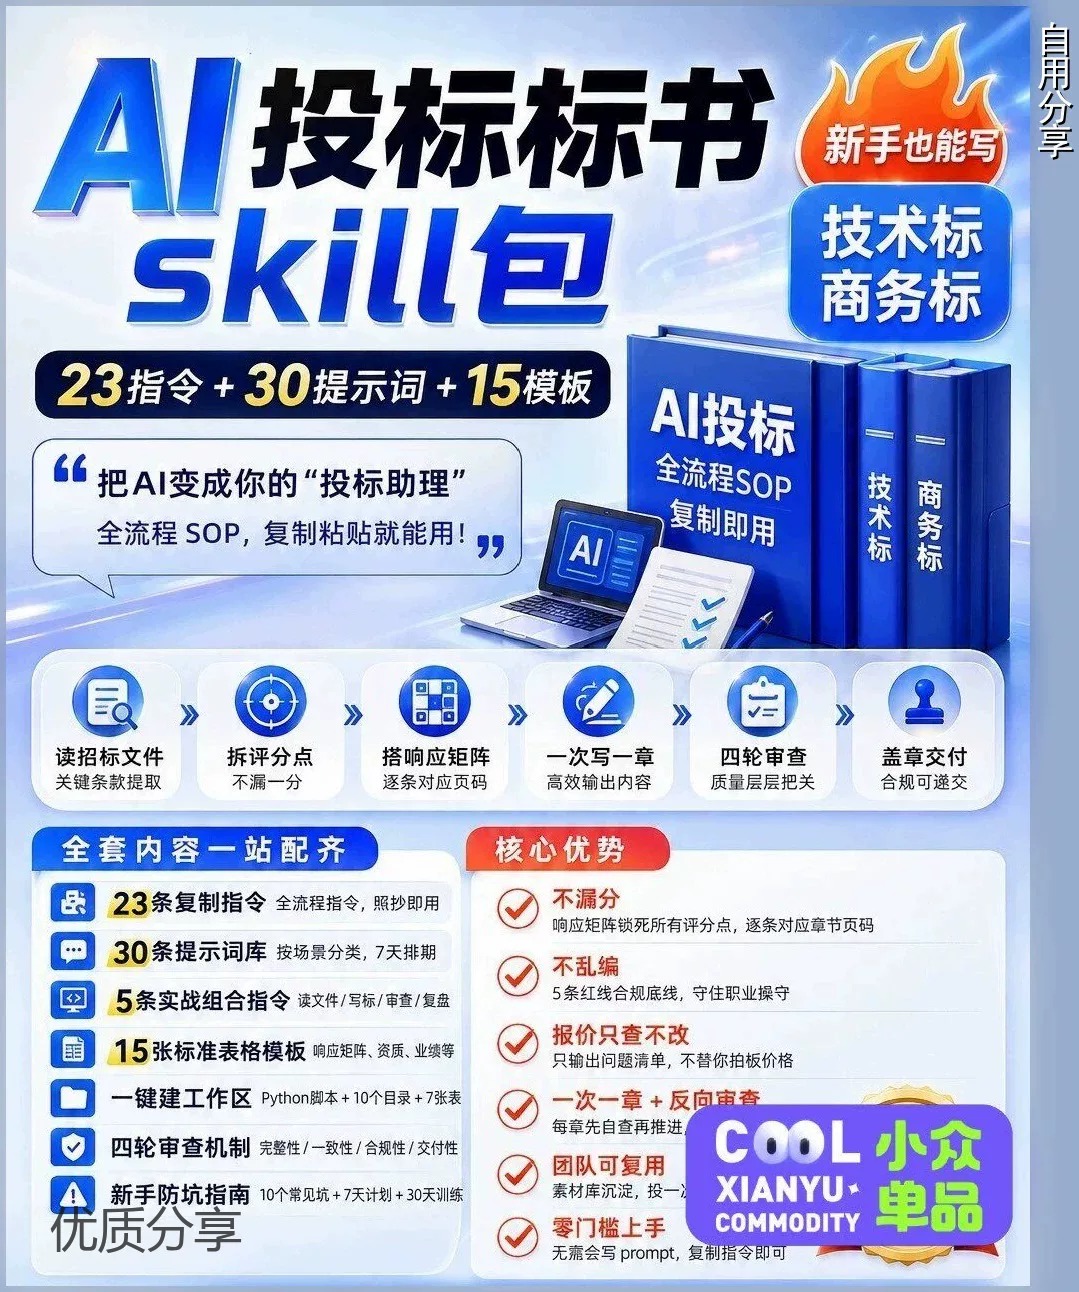 自用分享
AI投标标书
skill包
新手也能写
技术标
商务标
23指令+30提示词+15模板
“把AI变成你的“投标助理”
全流程 SOP，复制粘贴就能用！”
AI投标
全流程SOP
复制即用
技术标
商务标
AI
读招标文件
关键条款提取
拆评分点
不漏一分
搭响应矩阵
逐条对应页码
一次写一章
高效输出内容
四轮审查
质量层层把关
盖章交付
合规可递交
全套内容一站配齐
23条复制指令 全流程指令，照抄即用
30条提示词库 按场景分类，7天排期
5条实战组合指令 读文件/写标/审查/复盘
15张标准表格模板 响应矩阵、资质、业绩等
一键建工作区 Python脚本+10个目录+7张表
四轮审查机制 完整性/一致性/合规性/交付性
新手防坑指南 10个常见坑+7天计划+30天训练
优质分享
核心优势
不漏分
响应矩阵锁死所有评分点，逐条对应章节页码
不乱编
5条红线合规底线，守住职业操守
报价只查不改
只输出问题清单，不替你拍板价格
一次一章+反向审查
每章先自查再推进，
团队可复用
素材库沉淀，投一次
零门槛上手
无需会写 prompt，复制指令即可
COOL
XIANYU
COMMODITY
小众
单品